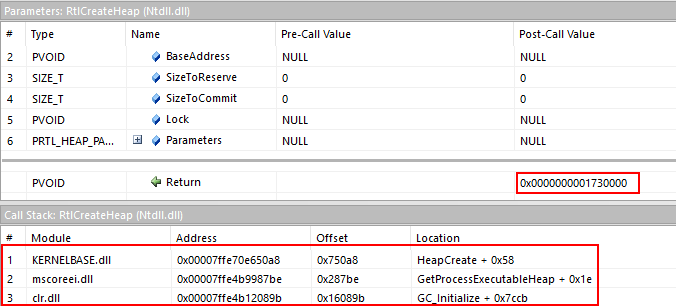 Parameters: RtlCreateHeap (Ntdll.dll)
# Type Name Pre-Call Value Post-Call Value
2 PVOID BaseAddress NULL NULL
3 SIZE_T SizeToReserve 0 0
4 SIZE_T SizeToCommit 0 0
5 PVOID Lock NULL NULL
6 PRTL_HEAP_PA... Parameters NULL NULL
PVOID Return 0x0000000001730000
Call Stack: RtlCreateHeap (Ntdll.dll)
# Module Address Offset Location
1 KERNELBASE.dll 0x00007ffe70e650a8 0x750a8 HeapCreate + 0x58
2 mscoreei.dll 0x00007ffe4b9987be 0x287be GetProcessExecutableHeap + 0x1e
3 clr.dll 0x00007ffe4b12089b 0x16089b GC_Initialize + 0x7ccb